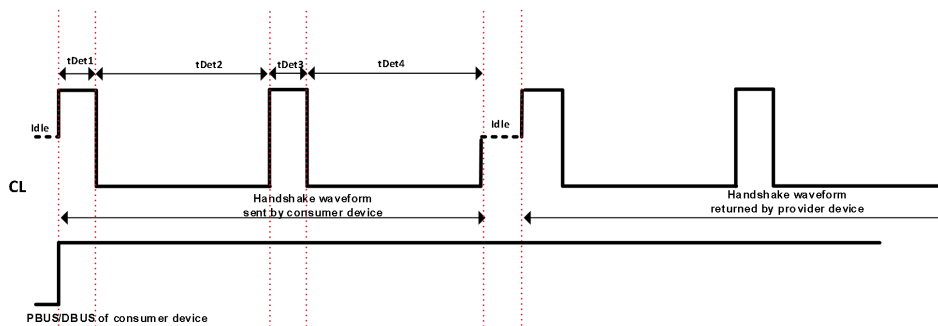 tDet1
tDet2
tDet3
tDet4
Idle
Idle
CL
Handshake waveform
sent by consumer device
Handshake waveform
returned by provider device
PBUS/DBUS of consumer device